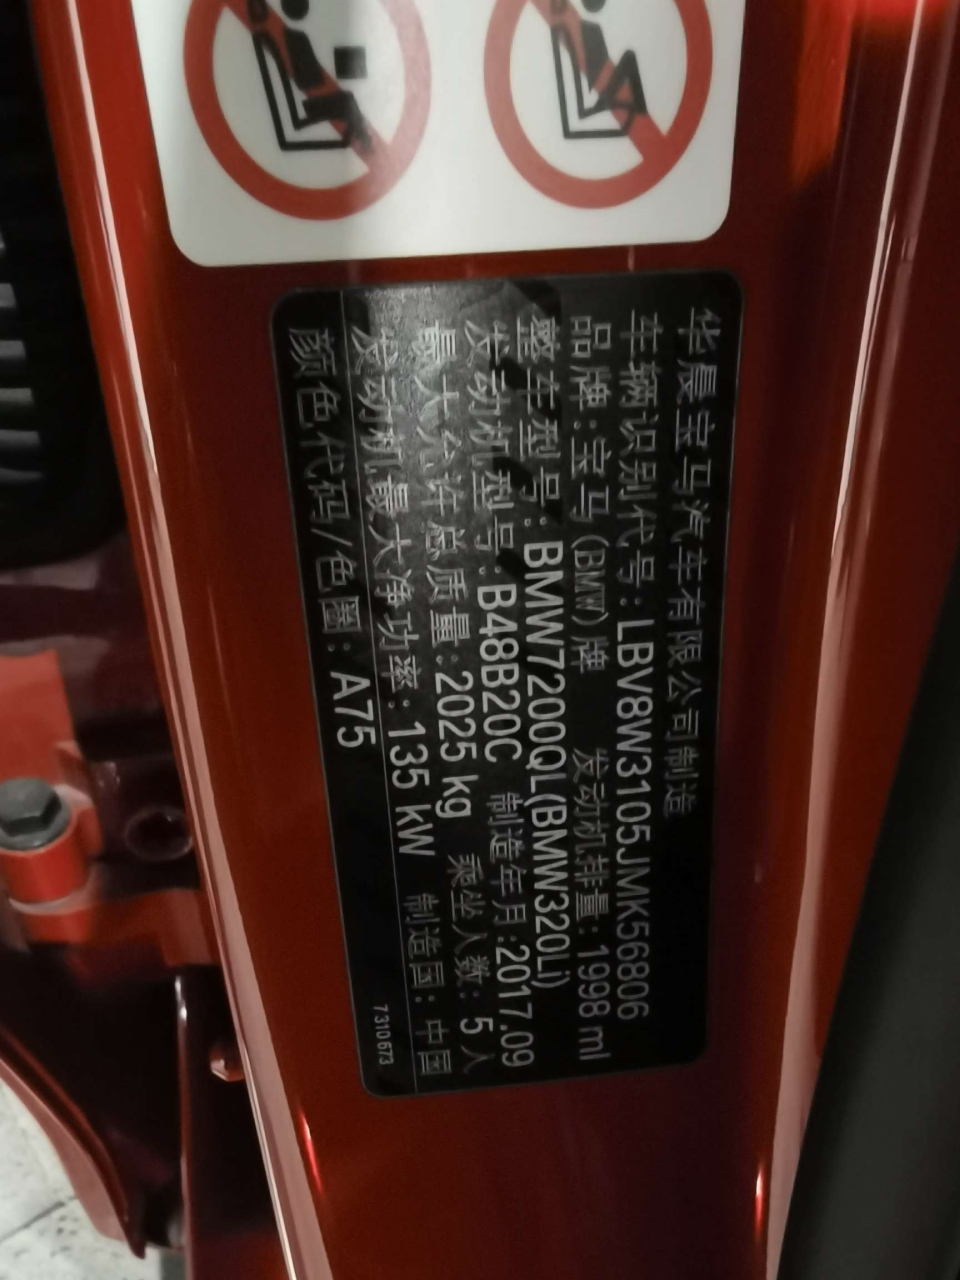 华晨宝马汽车有限公司制造
车辆识别代号:LBV8W3105JMK56806
品牌:宝马(BMW)牌 发动机排量:1998 ml
整车型号:BMW7200QL(BMW320Li)
发动机型号:B48B20C 制造年月:2017.09
最大允许总质量:2025 kg 乘坐人数:5人
发动机最大净功率:135 kW 制造国:中国
颜色代码/色圈:A75
7310673